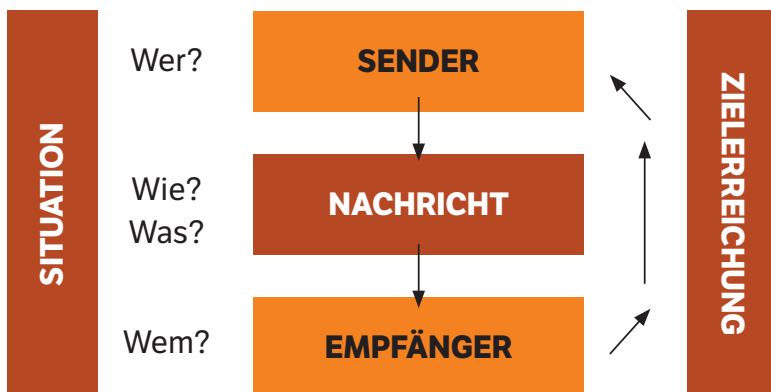 SITUATION
Wer?
SENDER
Wie?
Was?
NACHRICHT
Wem?
EMPFÄNGER
ZIELERREICHUNG